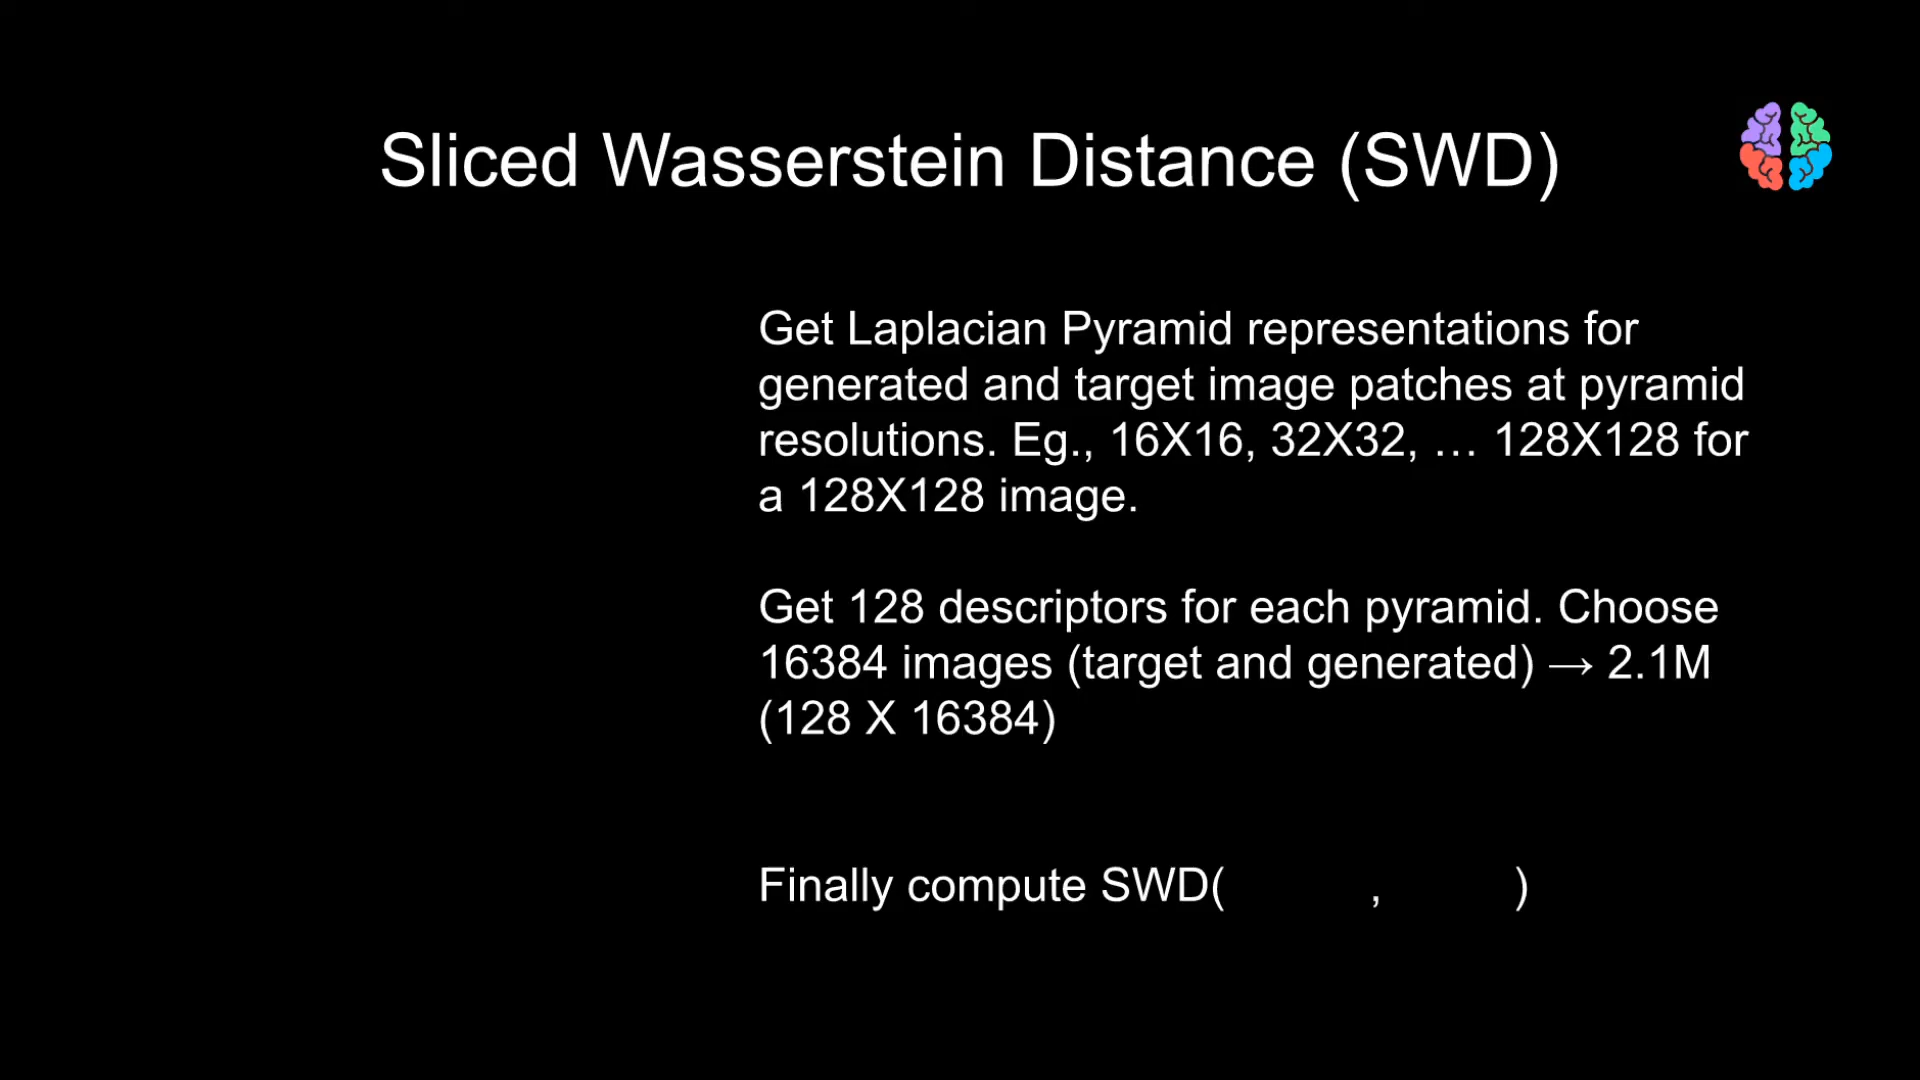 Sliced Wasserstein Distance (SWD)
Get Laplacian Pyramid representations for
generated and target image patches at pyramid
resolutions. Eg., 16X16, 32X32, … 128X128 for
a 128X128 image.
Get 128 descriptors for each pyramid. Choose
16384 images (target and generated) → 2.1M
(128 X 16384)
Finally compute SWD( , )